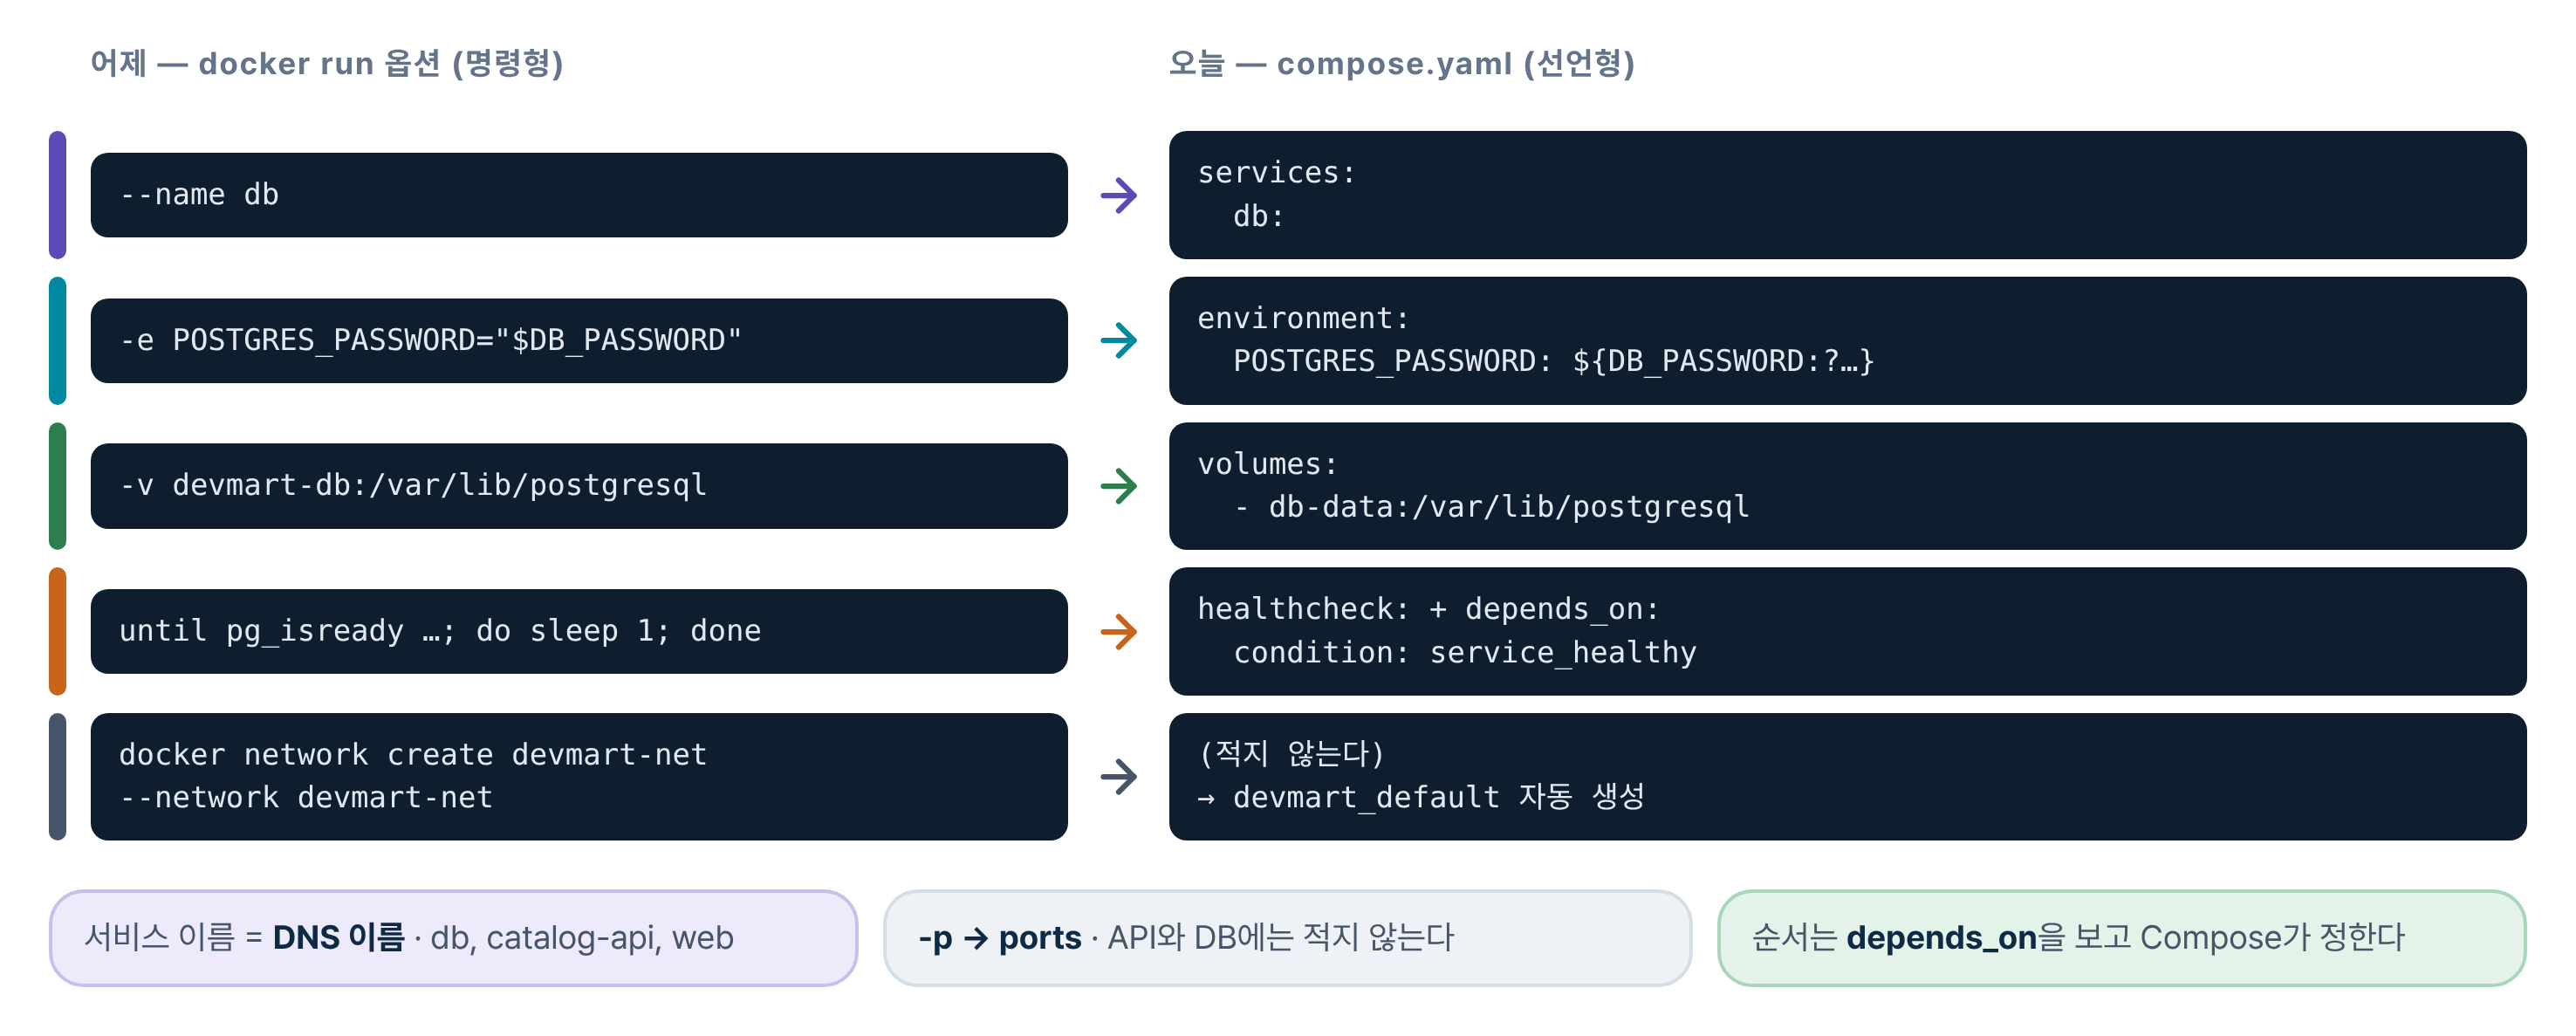 어제 — docker run 옵션 (명령형)
오늘 — compose.yaml (선언형)
--name db
→
services:
  db:
-e POSTGRES_PASSWORD="$DB_PASSWORD"
→
environment:
  POSTGRES_PASSWORD: ${DB_PASSWORD:?…}
-v devmart-db:/var/lib/postgresql
→
volumes:
  - db-data:/var/lib/postgresql
until pg_isready …; do sleep 1; done
→
healthcheck: + depends_on:
  condition: service_healthy
docker network create devmart-net
--network devmart-net
→
(적지 않는다)
→ devmart_default 자동 생성
서비스 이름 = DNS 이름 · db, catalog-api, web
-p → ports · API와 DB에는 적지 않는다
순서는 depends_on을 보고 Compose가 정한다